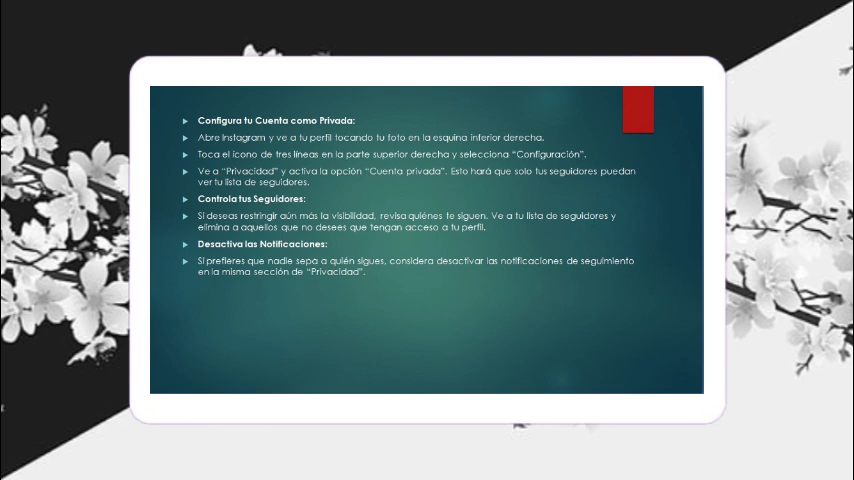 Configura tu Cuenta como Privada:
Abre Instagram y ve a tu perfil tocando tu foto en la esquina inferior derecha.
Toca el icono de tres líneas en la parte superior derecha y selecciona “Configuración”.
Ve a “Privacidad” y activa la opción “Cuenta privada”. Esto hará que solo tus seguidores puedan
ver tu lista de seguidores.
Controla tus Seguidores:
Si deseas restringir aún más la visibilidad, revisa quiénes te siguen. Ve a tu lista de seguidores y
elimina a aquellos que no desees que tengan acceso a tu perfil.
Desactiva las Notificaciones:
Si prefieres que nadie sepa a quién sigues, considera desactivar las notificaciones de seguimiento
en la misma sección de “Privacidad”.